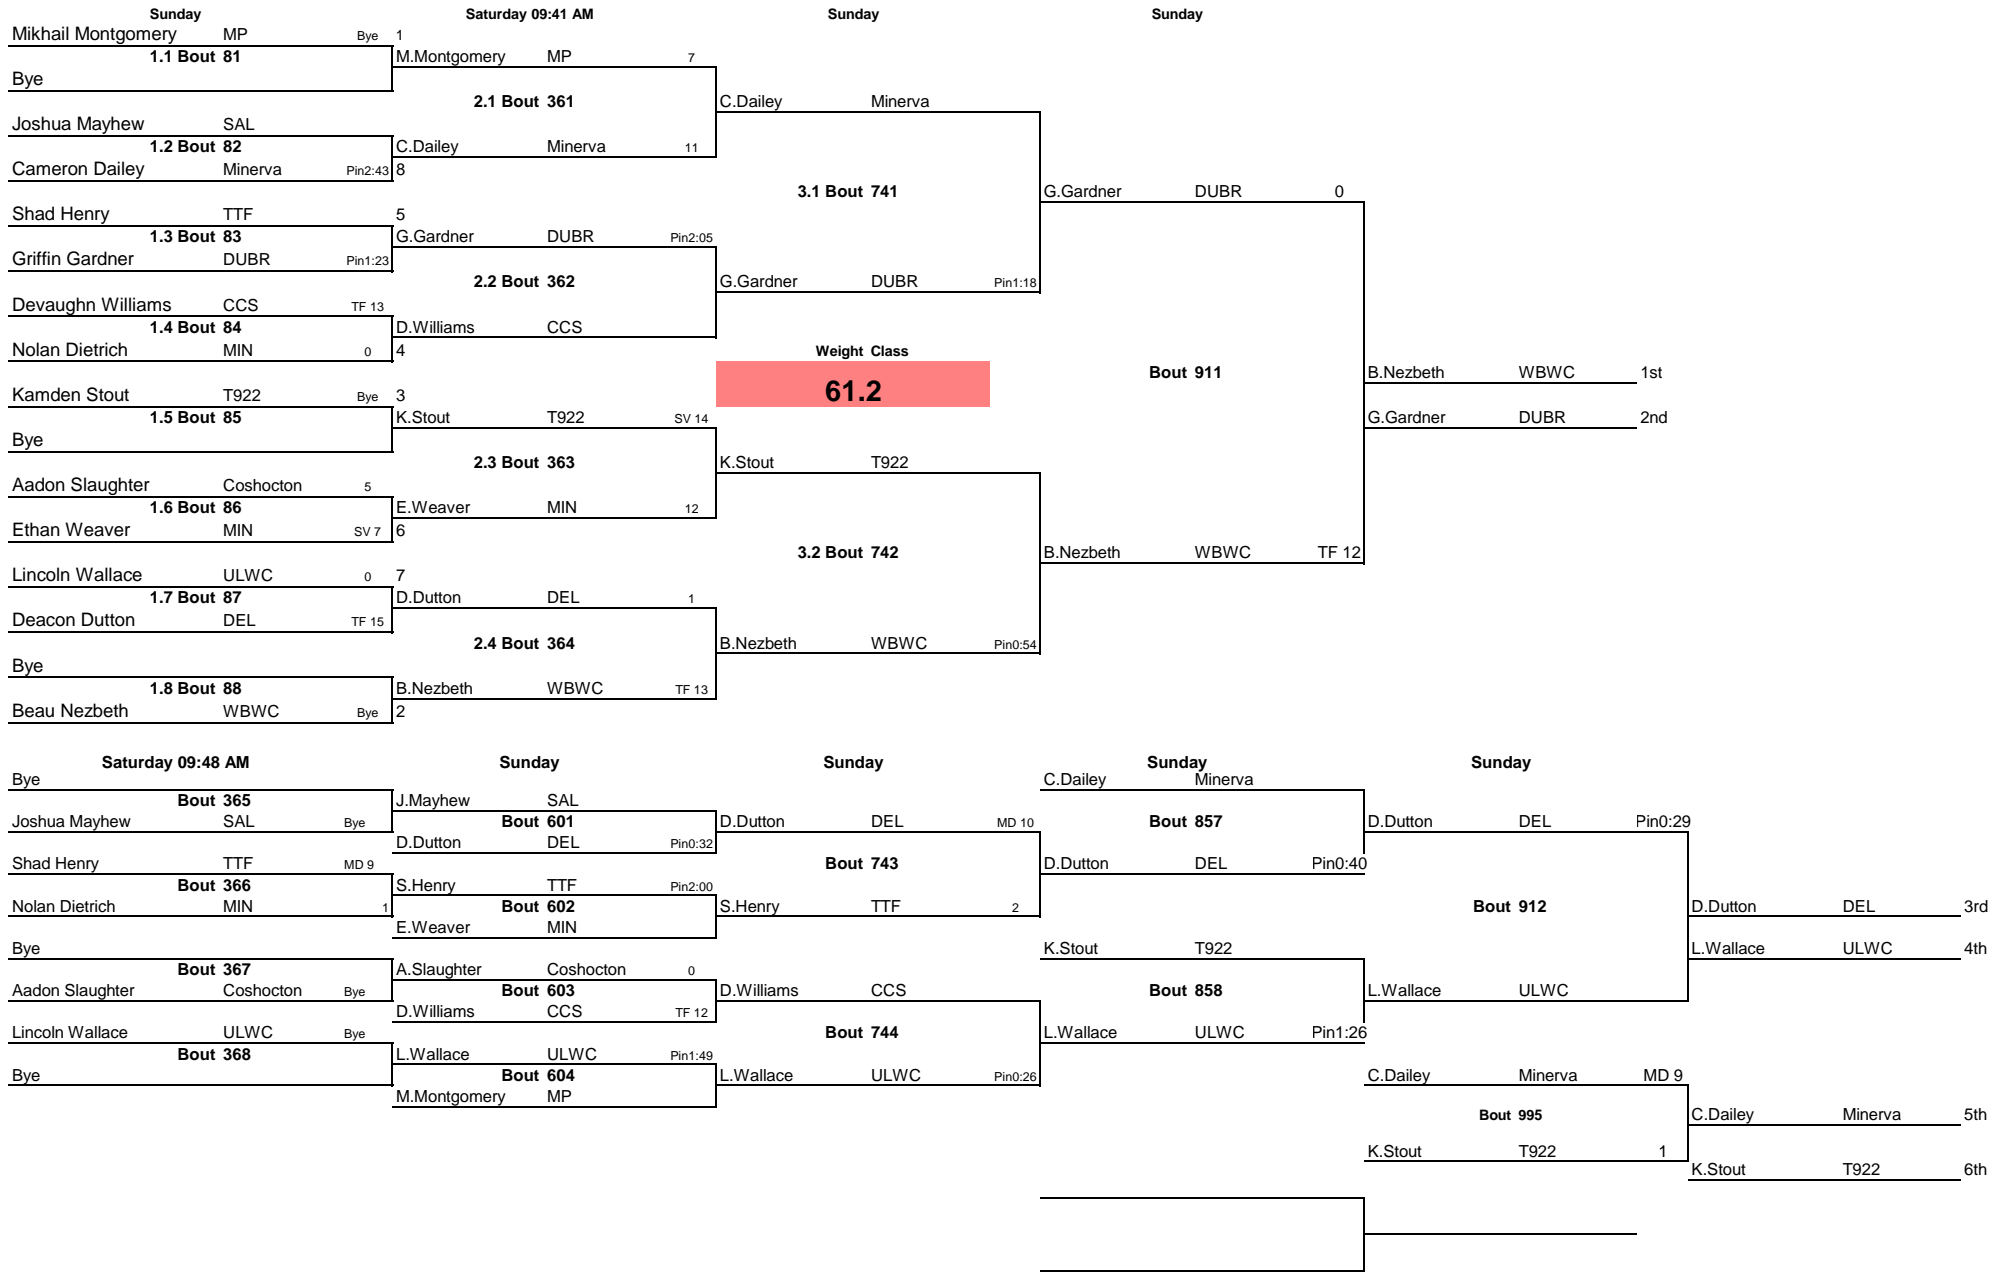 Sunday Saturday 09:41 AM Sunday Sunday
Mikhail Montgomery MP Bye 1
1.1 Bout 81 M.Montgomery MP 7
Bye
2.1 Bout 361 C.Dailey Minerva
Joshua Mayhew SAL
1.2 Bout 82 C.Dailey Minerva 11
Cameron Dailey Minerva Pin2:43 8
3.1 Bout 741 G.Gardner DUBR 0
Shad Henry TTF 5
1.3 Bout 83 G.Gardner DUBR Pin2:05
Griffin Gardner DUBR Pin1:23
2.2 Bout 362 G.Gardner DUBR Pin1:18
Devaughn Williams CCS TF 13
1.4 Bout 84 D.Williams CCS
Nolan Dietrich MIN 0 4 Weight Class
Bout 911 B.Nezbeth WBWC 1st
Kamden Stout T922 Bye 3 61.2
1.5 Bout 85 K.Stout T922 SV 14 G.Gardner DUBR 2nd
Bye
2.3 Bout 363 K.Stout T922
Aadon Slaughter Coshocton 5
1.6 Bout 86 E.Weaver MIN 12
Ethan Weaver MIN SV 7 6
3.2 Bout 742 B.Nezbeth WBWC TF 12
Lincoln Wallace ULWC 0 7
1.7 Bout 87 D.Dutton DEL 1
Deacon Dutton DEL TF 15
2.4 Bout 364 B.Nezbeth WBWC Pin0:54
Bye
1.8 Bout 88 B.Nezbeth WBWC TF 13
Beau Nezbeth WBWC Bye 2
Saturday 09:48 AM Sunday Sunday Sunday Sunday
Bye C.Dailey Minerva
Bout 365 J.Mayhew SAL
Joshua Mayhew SAL Bye Bout 601 D.Dutton DEL MD 10 Bout 857 D.Dutton DEL Pin0:29
D.Dutton DEL Pin0:32
Shad Henry TTF MD 9 Bout 743 D.Dutton DEL Pin0:40
Bout 366 S.Henry TTF Pin2:00
Nolan Dietrich MIN 1 Bout 602 S.Henry TTF 2 Bout 912 D.Dutton DEL 3rd
E.Weaver MIN
Bye K.Stout T922 L.Wallace ULWC 4th
Bout 367 A.Slaughter Coshocton 0
Aadon Slaughter Coshocton Bye Bout 603 D.Williams CCS Bout 858 L.Wallace ULWC
D.Williams CCS TF 12
Lincoln Wallace ULWC Bye Bout 744 L.Wallace ULWC Pin1:26
Bout 368 L.Wallace ULWC Pin1:49
Bye Bout 604 L.Wallace ULWC Pin0:26 C.Dailey Minerva MD 9
M.Montgomery MP
Bout 995 C.Dailey Minerva 5th
K.Stout T922 1
K.Stout T922 6th